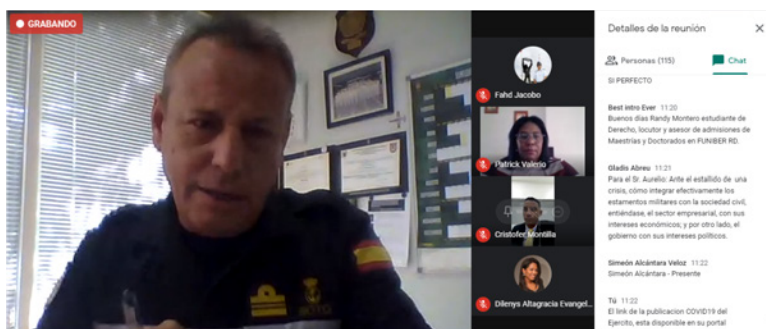 GRABANDO
Fahd Jacobo
Patrick Valerio
Cristofer Montilla
Dilenys Altagracia Evangel...
Detalles de la reunión
Personas (115)
Chat
SI PERFECTO
Best intro Ever 11:20
Buenos días Randy Montero estudiante de
Derecho, locutor y asesor de admisiones de
Maestrías y Doctorados en FUNIBER RD.
Gladis Abreu 11:21
Para el Sr. Aurelio: Ante el estallido de una
crisis, cómo integrar efectivamente los
estamentos militares con la sociedad civil,
entiéndase, el sector empresarial, con sus
intereses económicos; y por otro lado, el
gobierno con sus intereses políticos.
Simeón Alcántara Veloz 11:22
Simeón Alcántara - Presente
Tú 11:22
El link de la publicacion COVID19 del
Ejercito, esta disponible en su portal